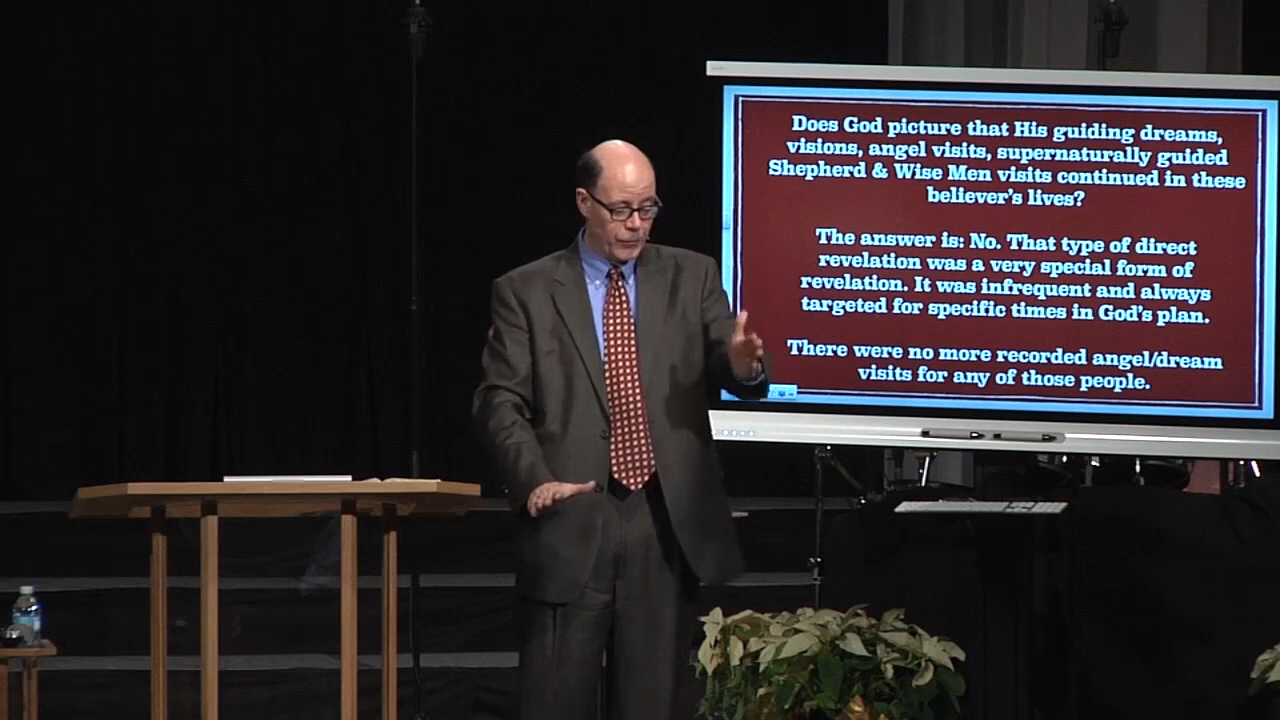 Does God picture that His guiding dreams,
visions, angel visits, supernaturally guided
Shepherd & Wise Men visits continued in these
believer's lives?
The answer is: No. That type of direct
revelation was a very special form of
revelation. It was infrequent and always
targeted for specific times in God's plan.
There were no more recorded angel/dream
visits for any of those people.